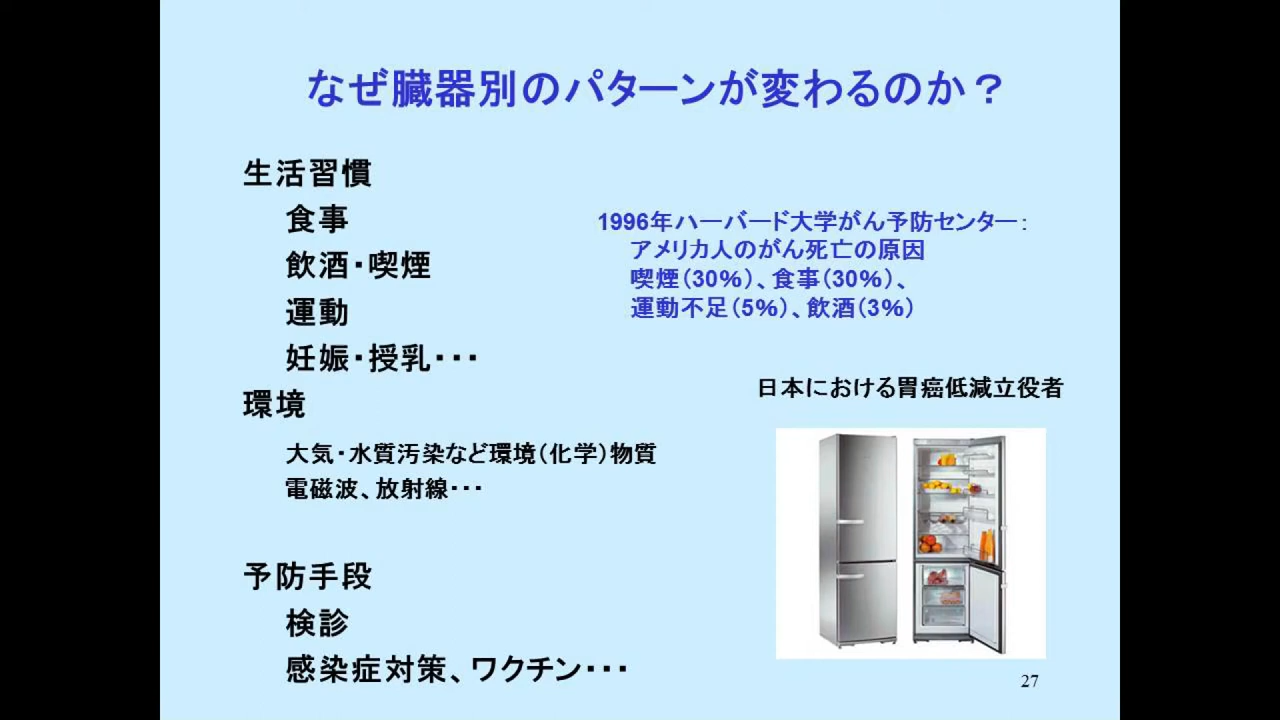 なぜ臓器別のパターンが変わるのか？
生活習慣
食事
飲酒・喫煙
運動
妊娠・授乳・・・
環境
大気・水質汚染など環境（化学）物質
電磁波、放射線・・・
予防手段
検診
感染症対策、ワクチン・・・
1996年ハーバード大学がん予防センター：
アメリカ人のがん死亡の原因
喫煙（30%）、食事（30%）、
運動不足（5%）、飲酒（3%）
日本における胃癌低減立役者
27